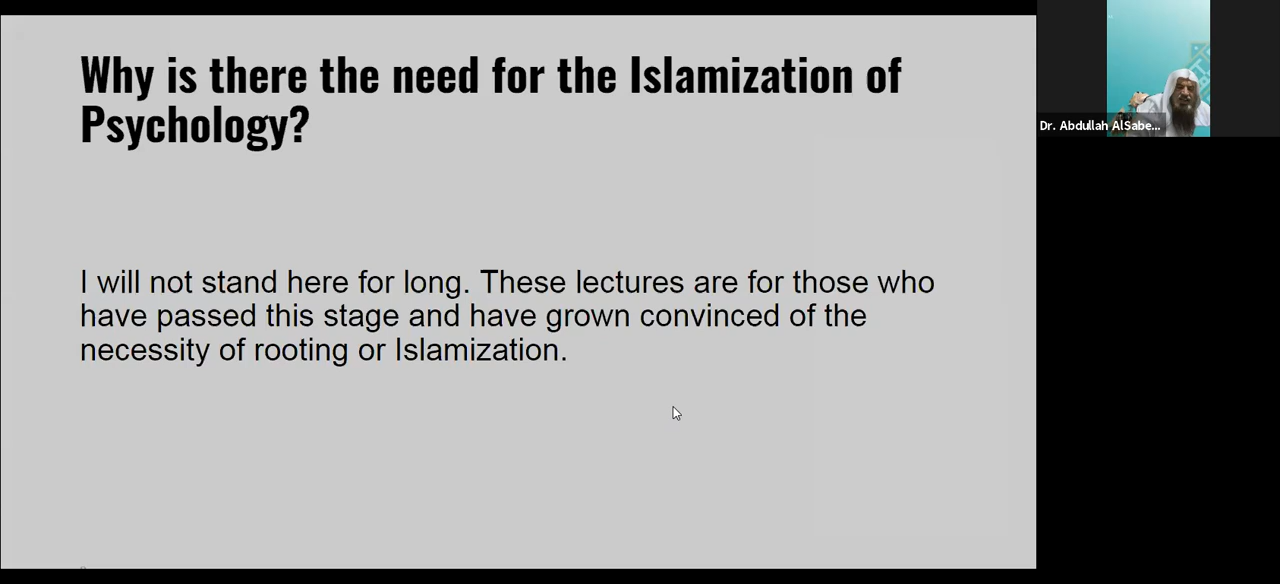 Why is there the need for the Islamization of
Psychology?
I will not stand here for long. These lectures are for those who
have passed this stage and have grown convinced of the
necessity of rooting or Islamization.
Dr. Abdullah AlSabe...